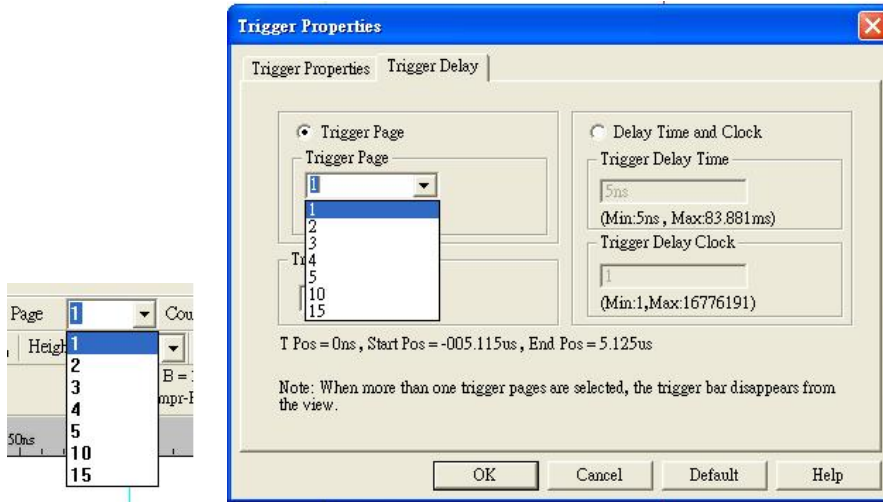 Page 1 Cou
Heigh
1
2
3
4
5
10
15
B =
mpr-
50ns
Trigger Properties
Trigger Properties Trigger Delay
Trigger Page
Trigger Page
1
1
2
3
4
5
10
15
Tr
Delay Time and Clock
Trigger Delay Time
5ns
(Min:5ns , Max:83.881ms)
Trigger Delay Clock
1
(Min:1,Max:16776191)
T Pos = 0ns , Start Pos = -005.115us , End Pos = 5.125us
Note: When more than one trigger pages are selected, the trigger bar disappears from
the view.
OK Cancel Default Help